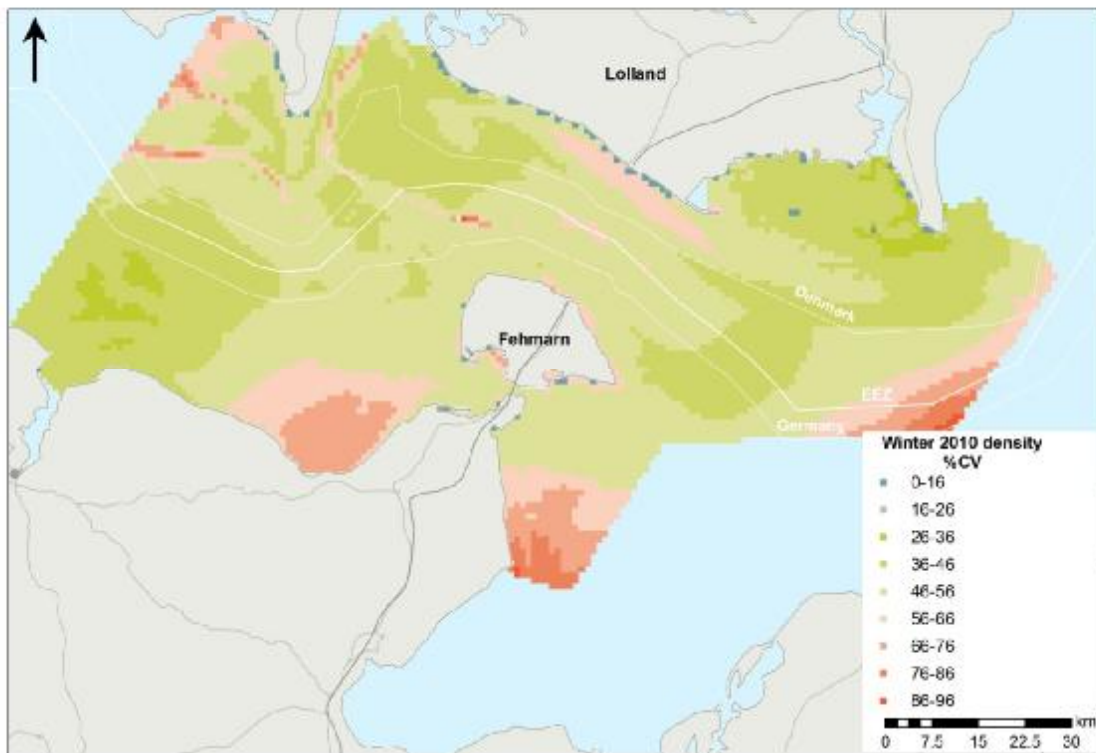 Lolland
Fehmarn
Denmark
EEZ
Germany
Winter 2010 density
%CV
0-16
16-26
26-36
36-46
46-56
56-66
66-76
76-86
86-96
km
0 7.5 15 22.5 30